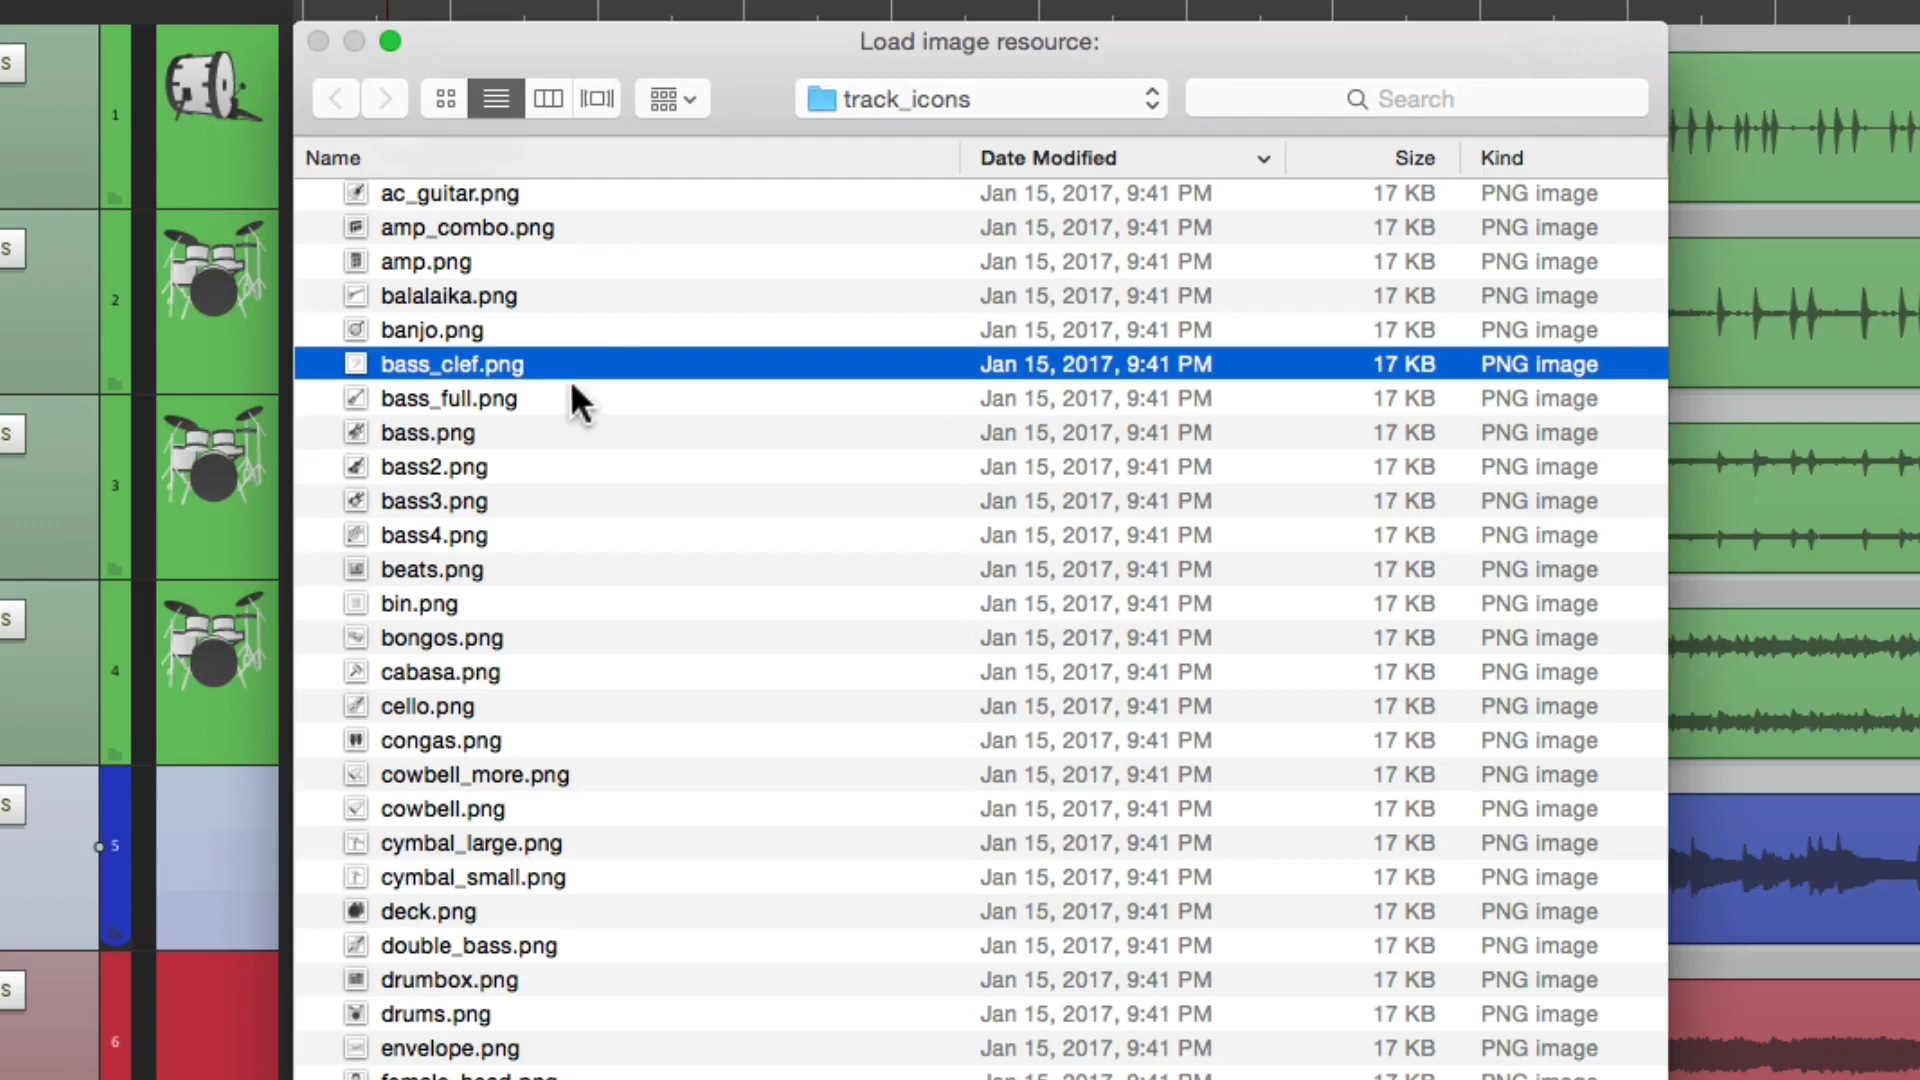 Load image resource:
track_icons
Search
Name Date Modified Size Kind
ac_guitar.png Jan 15, 2017, 9:41 PM 17 KB PNG image
amp_combo.png Jan 15, 2017, 9:41 PM 17 KB PNG image
amp.png Jan 15, 2017, 9:41 PM 17 KB PNG image
balalaika.png Jan 15, 2017, 9:41 PM 17 KB PNG image
banjo.png Jan 15, 2017, 9:41 PM 17 KB PNG image
bass_clef.png Jan 15, 2017, 9:41 PM 17 KB PNG image
bass_full.png Jan 15, 2017, 9:41 PM 17 KB PNG image
bass.png Jan 15, 2017, 9:41 PM 17 KB PNG image
bass2.png Jan 15, 2017, 9:41 PM 17 KB PNG image
bass3.png Jan 15, 2017, 9:41 PM 17 KB PNG image
bass4.png Jan 15, 2017, 9:41 PM 17 KB PNG image
beats.png Jan 15, 2017, 9:41 PM 17 KB PNG image
bin.png Jan 15, 2017, 9:41 PM 17 KB PNG image
bongos.png Jan 15, 2017, 9:41 PM 17 KB PNG image
cabasa.png Jan 15, 2017, 9:41 PM 17 KB PNG image
cello.png Jan 15, 2017, 9:41 PM 17 KB PNG image
congas.png Jan 15, 2017, 9:41 PM 17 KB PNG image
cowbell_more.png Jan 15, 2017, 9:41 PM 17 KB PNG image
cowbell.png Jan 15, 2017, 9:41 PM 17 KB PNG image
cymbal_large.png Jan 15, 2017, 9:41 PM 17 KB PNG image
cymbal_small.png Jan 15, 2017, 9:41 PM 17 KB PNG image
deck.png Jan 15, 2017, 9:41 PM 17 KB PNG image
double_bass.png Jan 15, 2017, 9:41 PM 17 KB PNG image
drumbox.png Jan 15, 2017, 9:41 PM 17 KB PNG image
drums.png Jan 15, 2017, 9:41 PM 17 KB PNG image
envelope.png Jan 15, 2017, 9:41 PM 17 KB PNG image
S 1
S 2
S 3
S 4
S 5
S 6